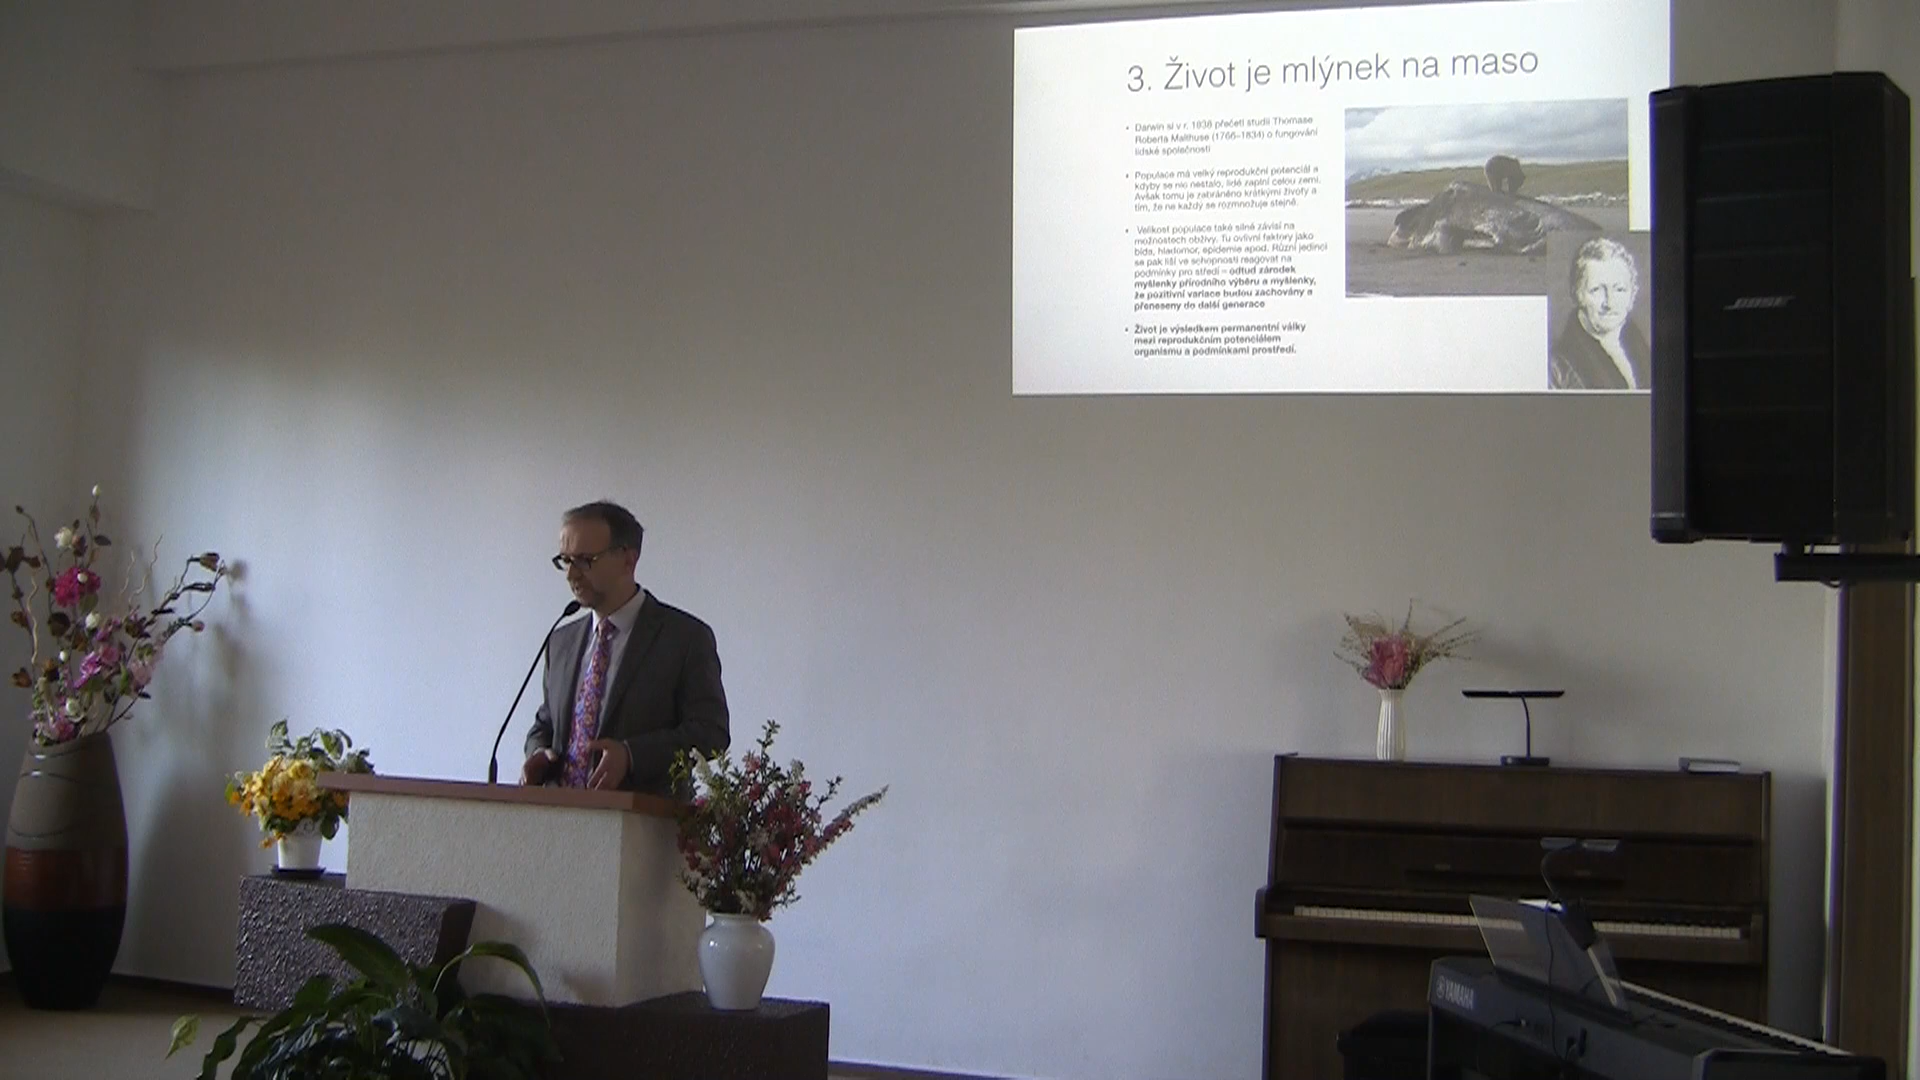 3. Život je mlýnek na maso
• Darwin si v r. 1838 přečetl studii Thomase
Roberta Malthuse (1766–1834) o fungování
lidské společnosti
• Populace má velký reprodukční potenciál a
kdyby se nic nestalo, lidé zaplní celou zemi.
Avšak tomu je zabráněno krátkými životy a
tím, že ne každý se rozmnožuje stejně.
• Velikost populace také silně závisí na
možnostech obživy. Tu ovlivní faktory jako
bída, hladomor, epidemie apod. Různí jedinci
se pak liší ve schopnosti reagovat na
podmínky pro středí – odtud zárodek
myšlenky přírodního výběru a myšlenky,
že pozitivní variace budou zachovány a
přeneseny do další generace
• Život je výsledkem permanentní války
mezi reprodukčním potenciálem
organismu a podmínkami prostředí.
BOSE
YAMAHA